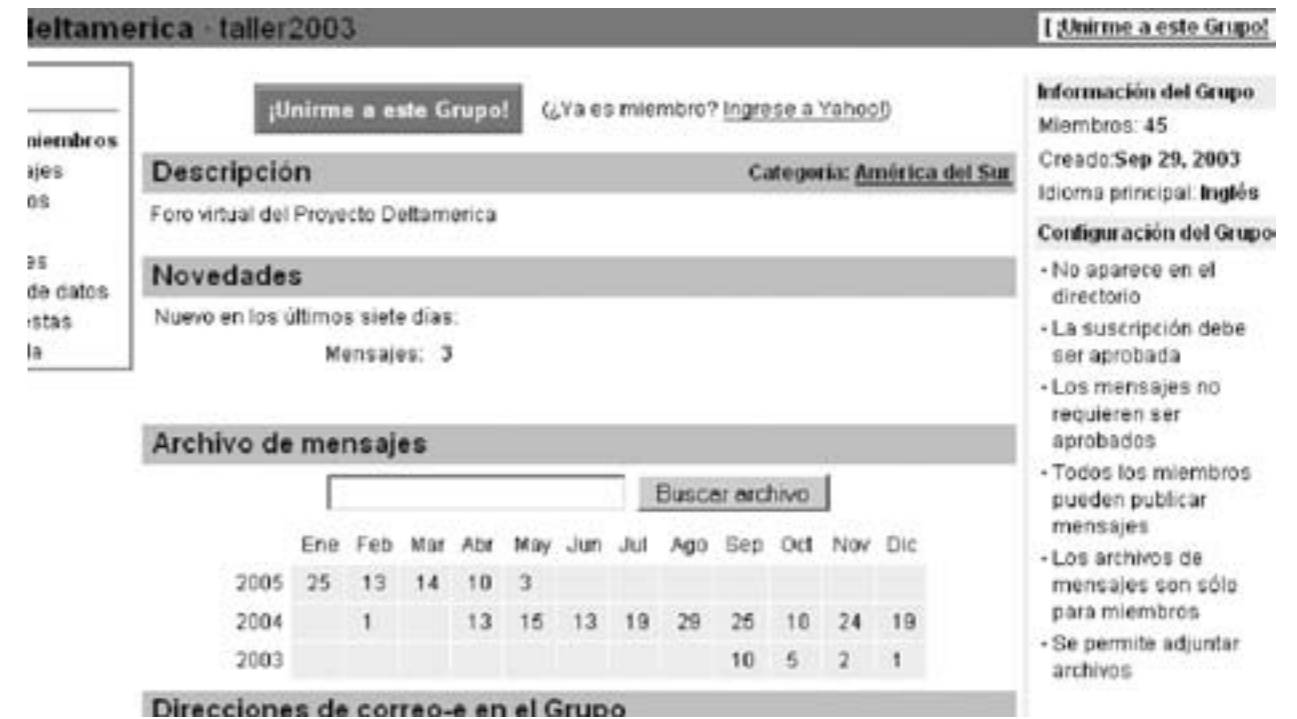 deltamerica · taller2003
[ ¡Unirme a este Grupo!
miembros
ajes
os
es
de datos
estas
da
¡Unirme a este Grupo!
(¿Ya es miembro? Ingrese a Yahoo!)
Descripción
Categoría: América del Sur
Foro virtual del Proyecto Deltamerica
Novedades
Nuevo en los últimos siete días:
Mensajes: 3
Archivo de mensajes
Buscar archivo
Ene Feb Mar Abr May Jun Jul Ago Sep Oct Nov Dic
2005 25 13 14 10 3
2004 1 13 15 13 19 29 25 10 24 19
2003 10 5 2 1
Direcciones de correo-e en el Grupo
Información del Grupo
Miembros: 45
Creado:Sep 29, 2003
Idioma principal: Inglés
Configuración del Grupo
- No aparece en el
directorio
- La suscripción debe
ser aprobada
- Los mensajes no
requieren ser
aprobados
- Todos los miembros
pueden publicar
mensajes
- Los archivos de
mensajes son sólo
para miembros
- Se permite adjuntar
archivos